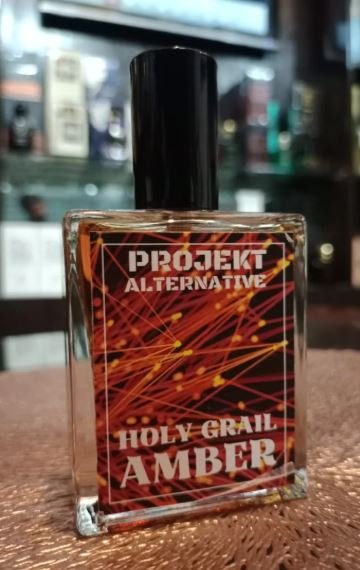 PROJEKT
ALTERNATIVE
HOLY GRAIL
AMBER